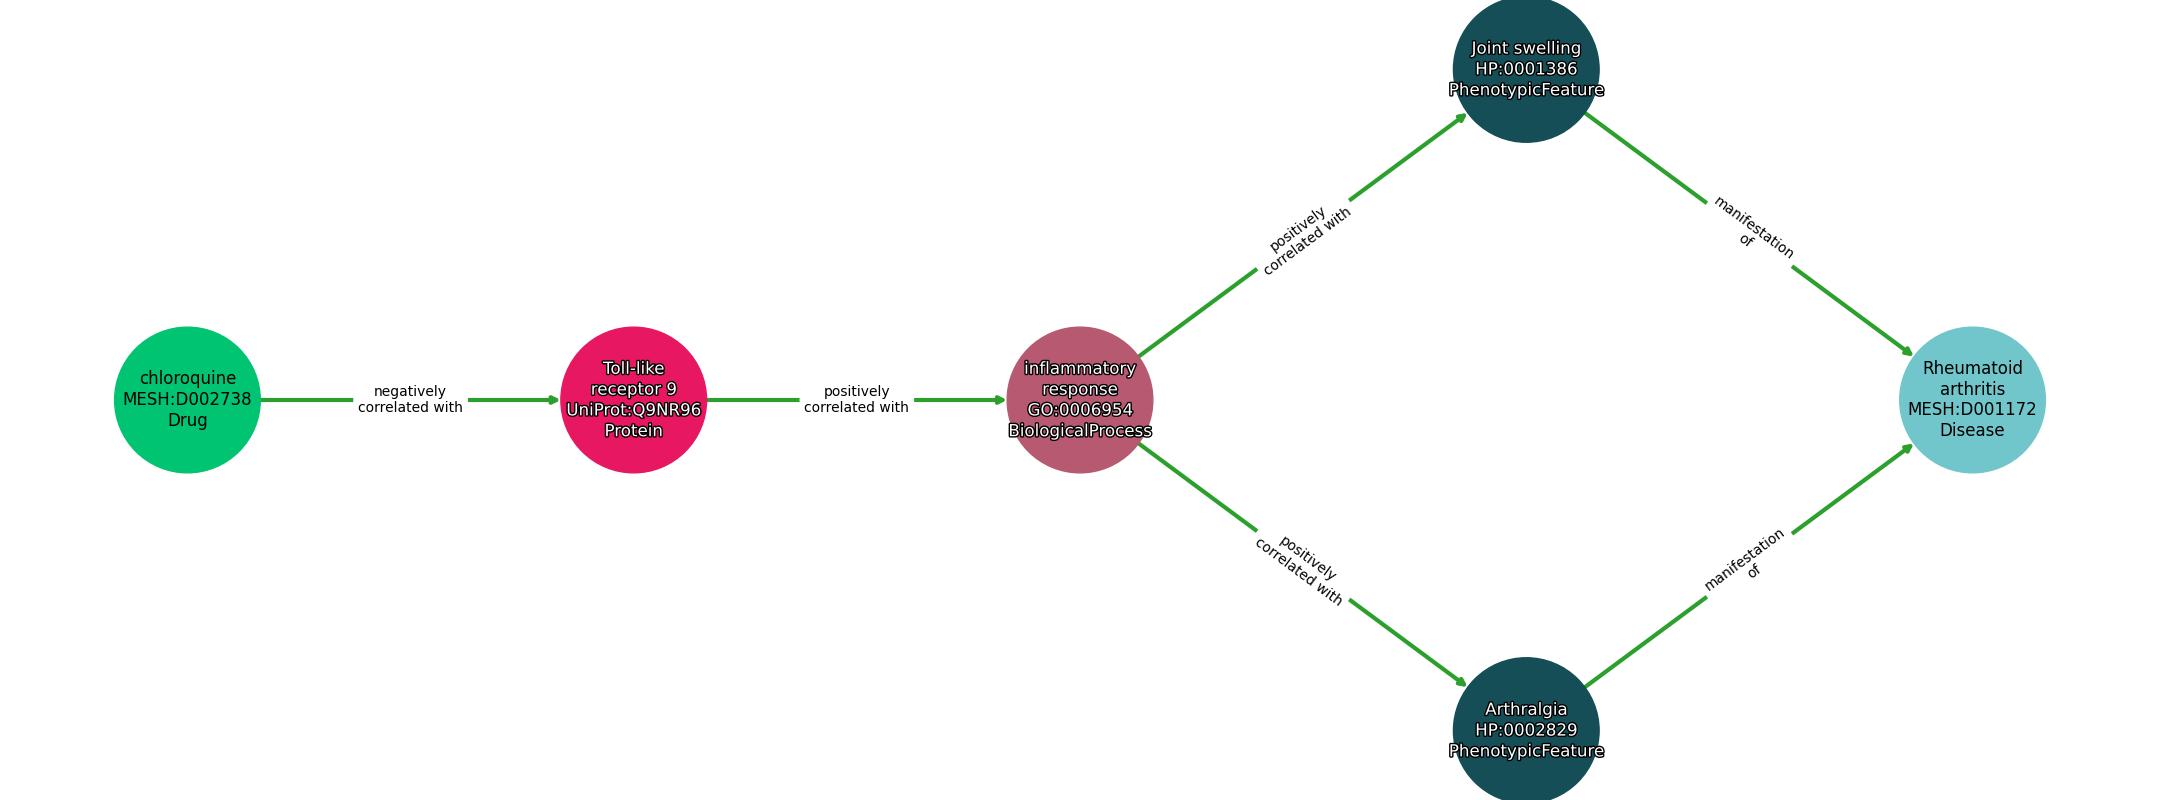 Joint swelling
HP:0001386
PhenotypicFeature
manifestation
of
positively
correlated with
chloroquine
MESH:D002738
Drug
negatively
correlated with
Toll-like
receptor 9
UniProt:Q9NR96
Protein
positively
correlated with
inflammatory
response
GO:0006954
BiologicalProcess
Rheumatoid
arthritis
MESH:D001172
Disease
positively
correlated with
manifestation
of
Arthralgia
HP:0002829
PhenotypicFeature